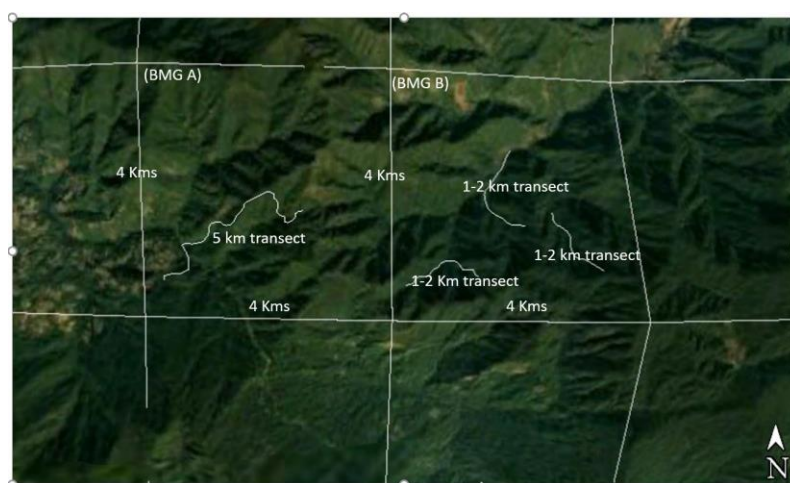 (BMG A)
(BMG B)
4 Kms
4 Kms
1-2 km transect
5 km transect
1-2 km transect
1-2 Km transect
4 Kms
4 Kms
N